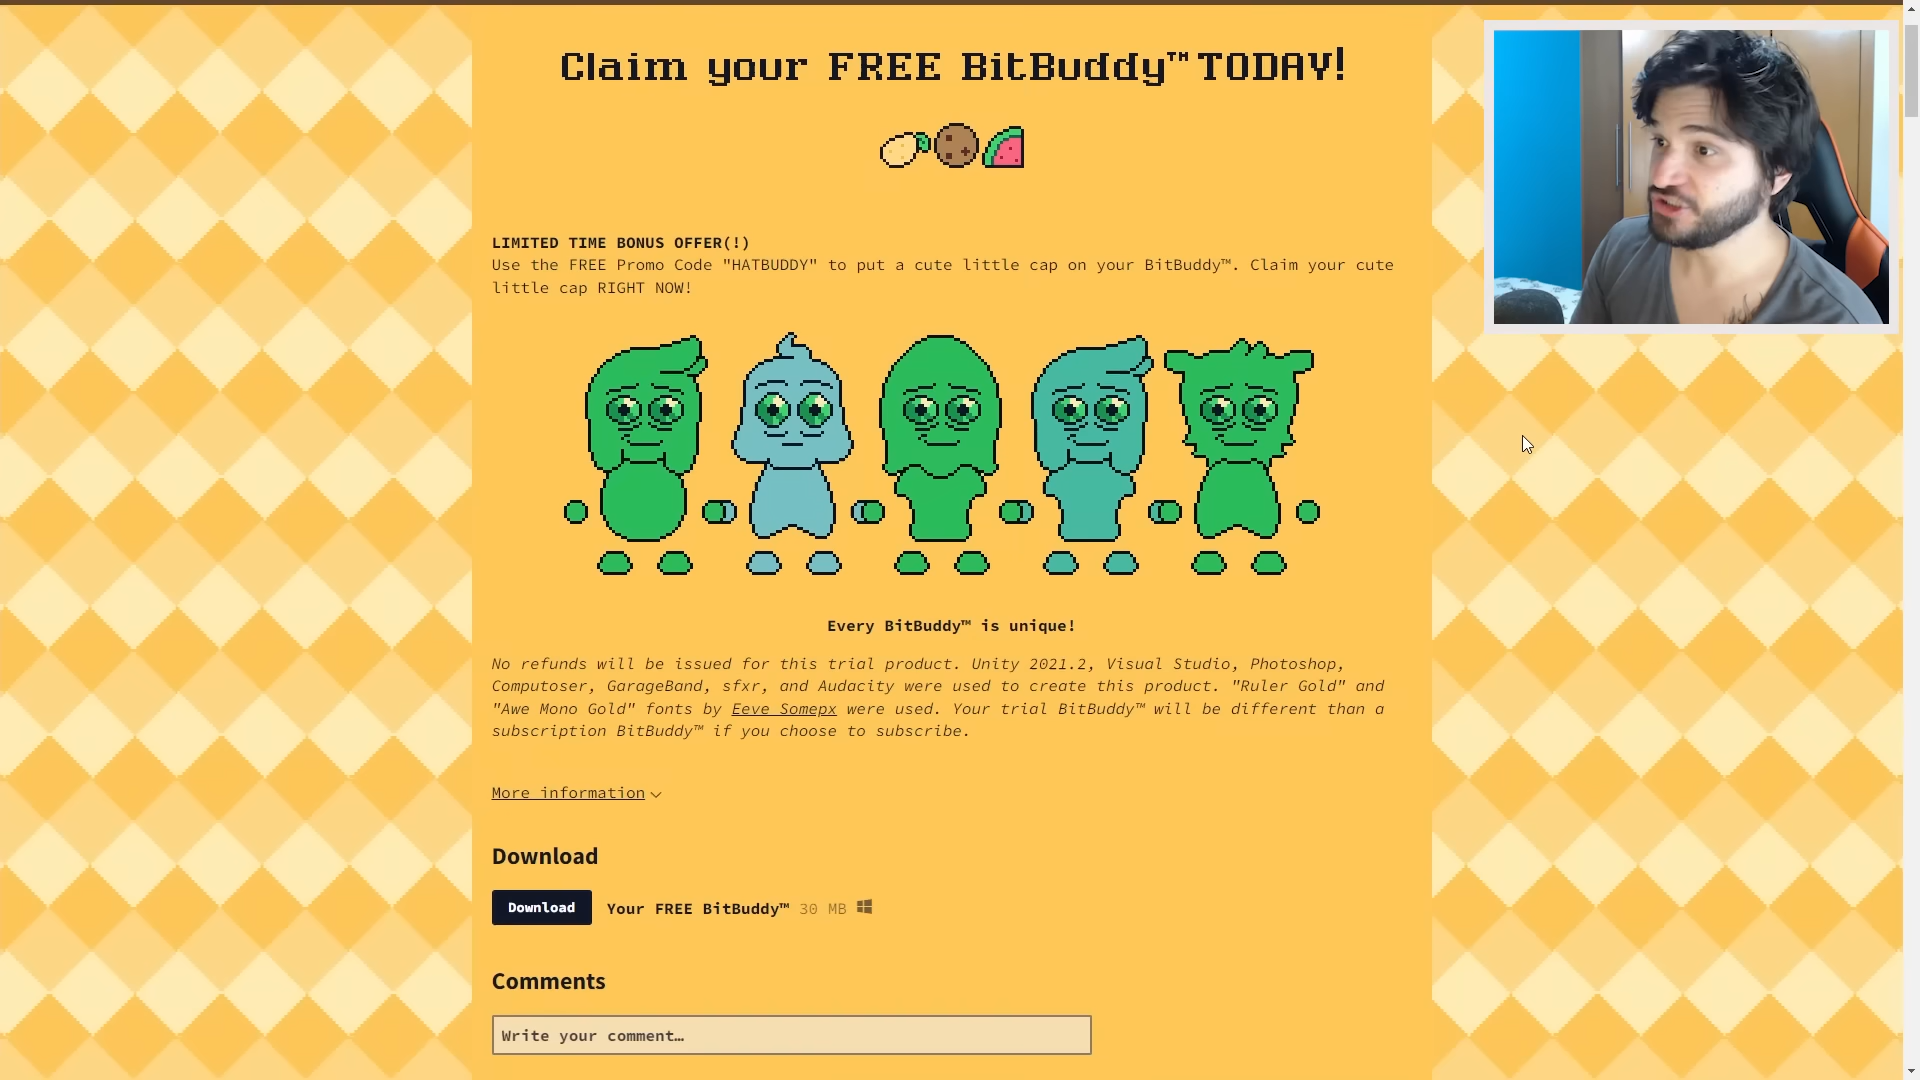 Claim your FREE BitBuddy™ TODAY!
LIMITED TIME BONUS OFFER(!)
Use the FREE Promo Code "HATBUDDY" to put a cute little cap on your BitBuddy™. Claim your cute
little cap RIGHT NOW!
Every BitBuddy™ is unique!
No refunds will be issued for this trial product. Unity 2021.2, Visual Studio, Photoshop,
Computoser, GarageBand, sfxr, and Audacity were used to create this product. "Ruler Gold" and
"Awe Mono Gold" fonts by Eeve Somepx were used. Your trial BitBuddy™ will be different than a
subscription BitBuddy™ if you choose to subscribe.
More information
Download
Download Your FREE BitBuddy™ 30 MB
Comments
Write your comment…